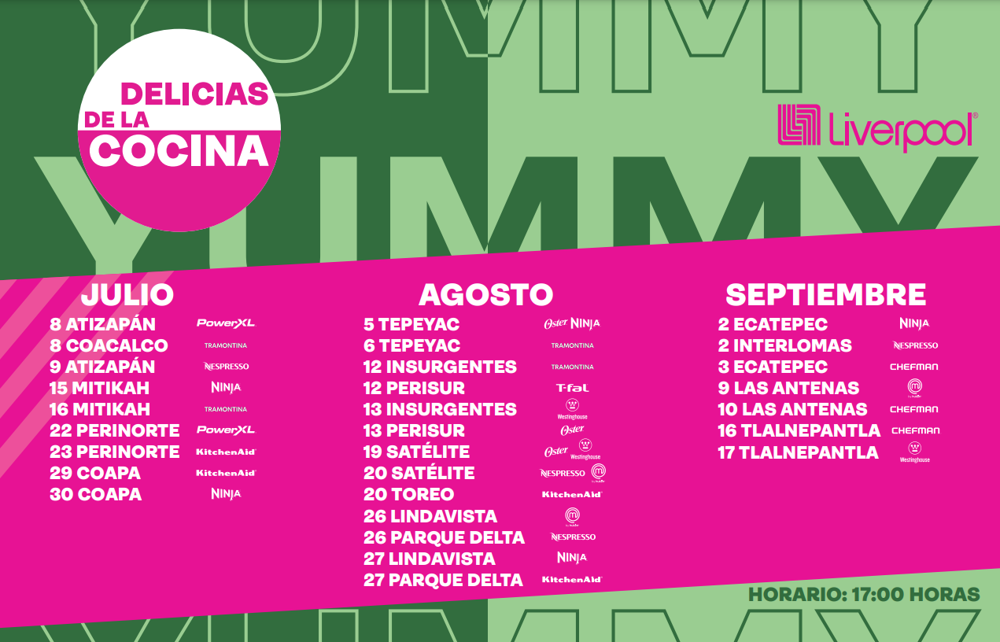 YUMMY
DELICIAS
DE LA
COCINA
Liverpool®
YUMMY
JULIO
8 ATIZAPÁN PowerXL
8 COACALCO TRAMONTINA
9 ATIZAPÁN NESPRESSO
15 MITIKAH NINJA
16 MITIKAH TRAMONTINA
22 PERINORTE PowerXL
23 PERINORTE KitchenAid
29 COAPA KitchenAid
30 COAPA NINJA
AGOSTO
5 TEPEYAC Oster NINJA
6 TEPEYAC TRAMONTINA
12 INSURGENTES TRAMONTINA
12 PERISUR T-fal
13 INSURGENTES W Westinghouse
13 PERISUR Oster
19 SATÉLITE Oster W Westinghouse
20 SATÉLITE NESPRESSO m
20 TOREO KitchenAid
26 LINDAVISTA m
26 PARQUE DELTA NESPRESSO
27 LINDAVISTA NINJA
27 PARQUE DELTA KitchenAid
SEPTIEMBRE
2 ECATEPEC NINJA
2 INTERLOMAS NESPRESSO
3 ECATEPEC CHEFMAN
9 LAS ANTENAS m
10 LAS ANTENAS CHEFMAN
16 TLALNEPANTLA CHEFMAN
17 TLALNEPANTLA W Westinghouse
HORARIO: 17:00 HORAS
YUMMY